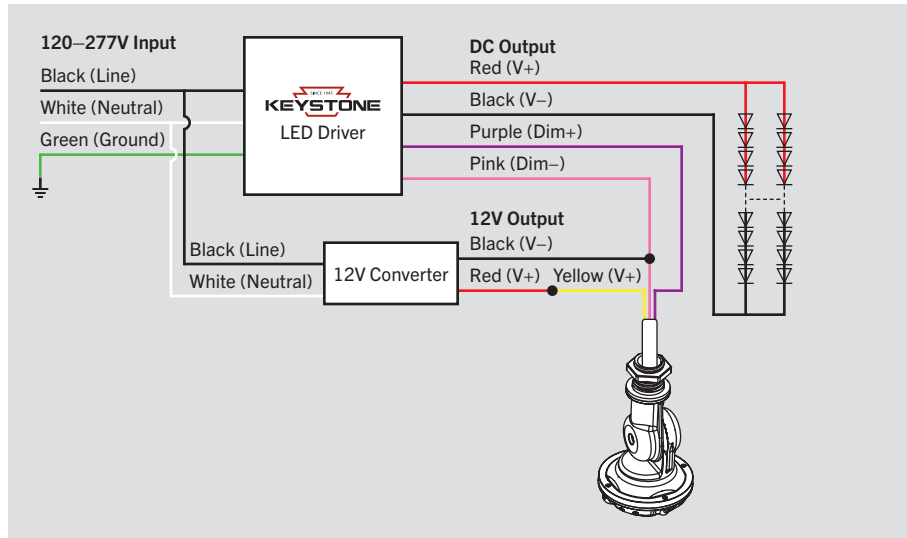 120–277V Input
Black (Line)
White (Neutral)
Green (Ground)
SINCE 1945
KEYSTONE
LED Driver
DC Output
Red (V+)
Black (V–)
Purple (Dim+)
Pink (Dim–)
12V Output
Black (V–)
Red (V+)
Yellow (V+)
Black (Line)
White (Neutral)
12V Converter